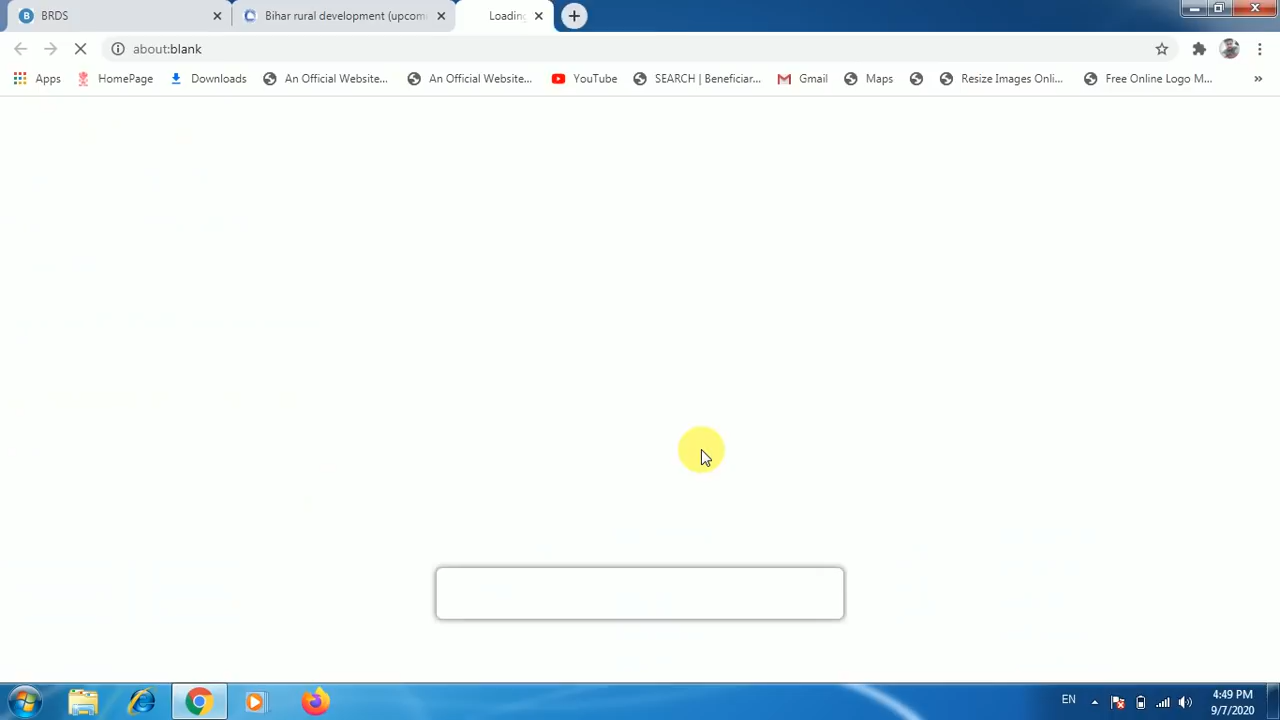 BRDS
Bihar rural development (upcom
Loading
about:blank
Apps
HomePage
Downloads
An Official Website...
An Official Website...
YouTube
SEARCH | Beneficiar...
Gmail
Maps
Resize Images Onli...
Free Online Logo M...
»
EN
4:49 PM
9/7/2020